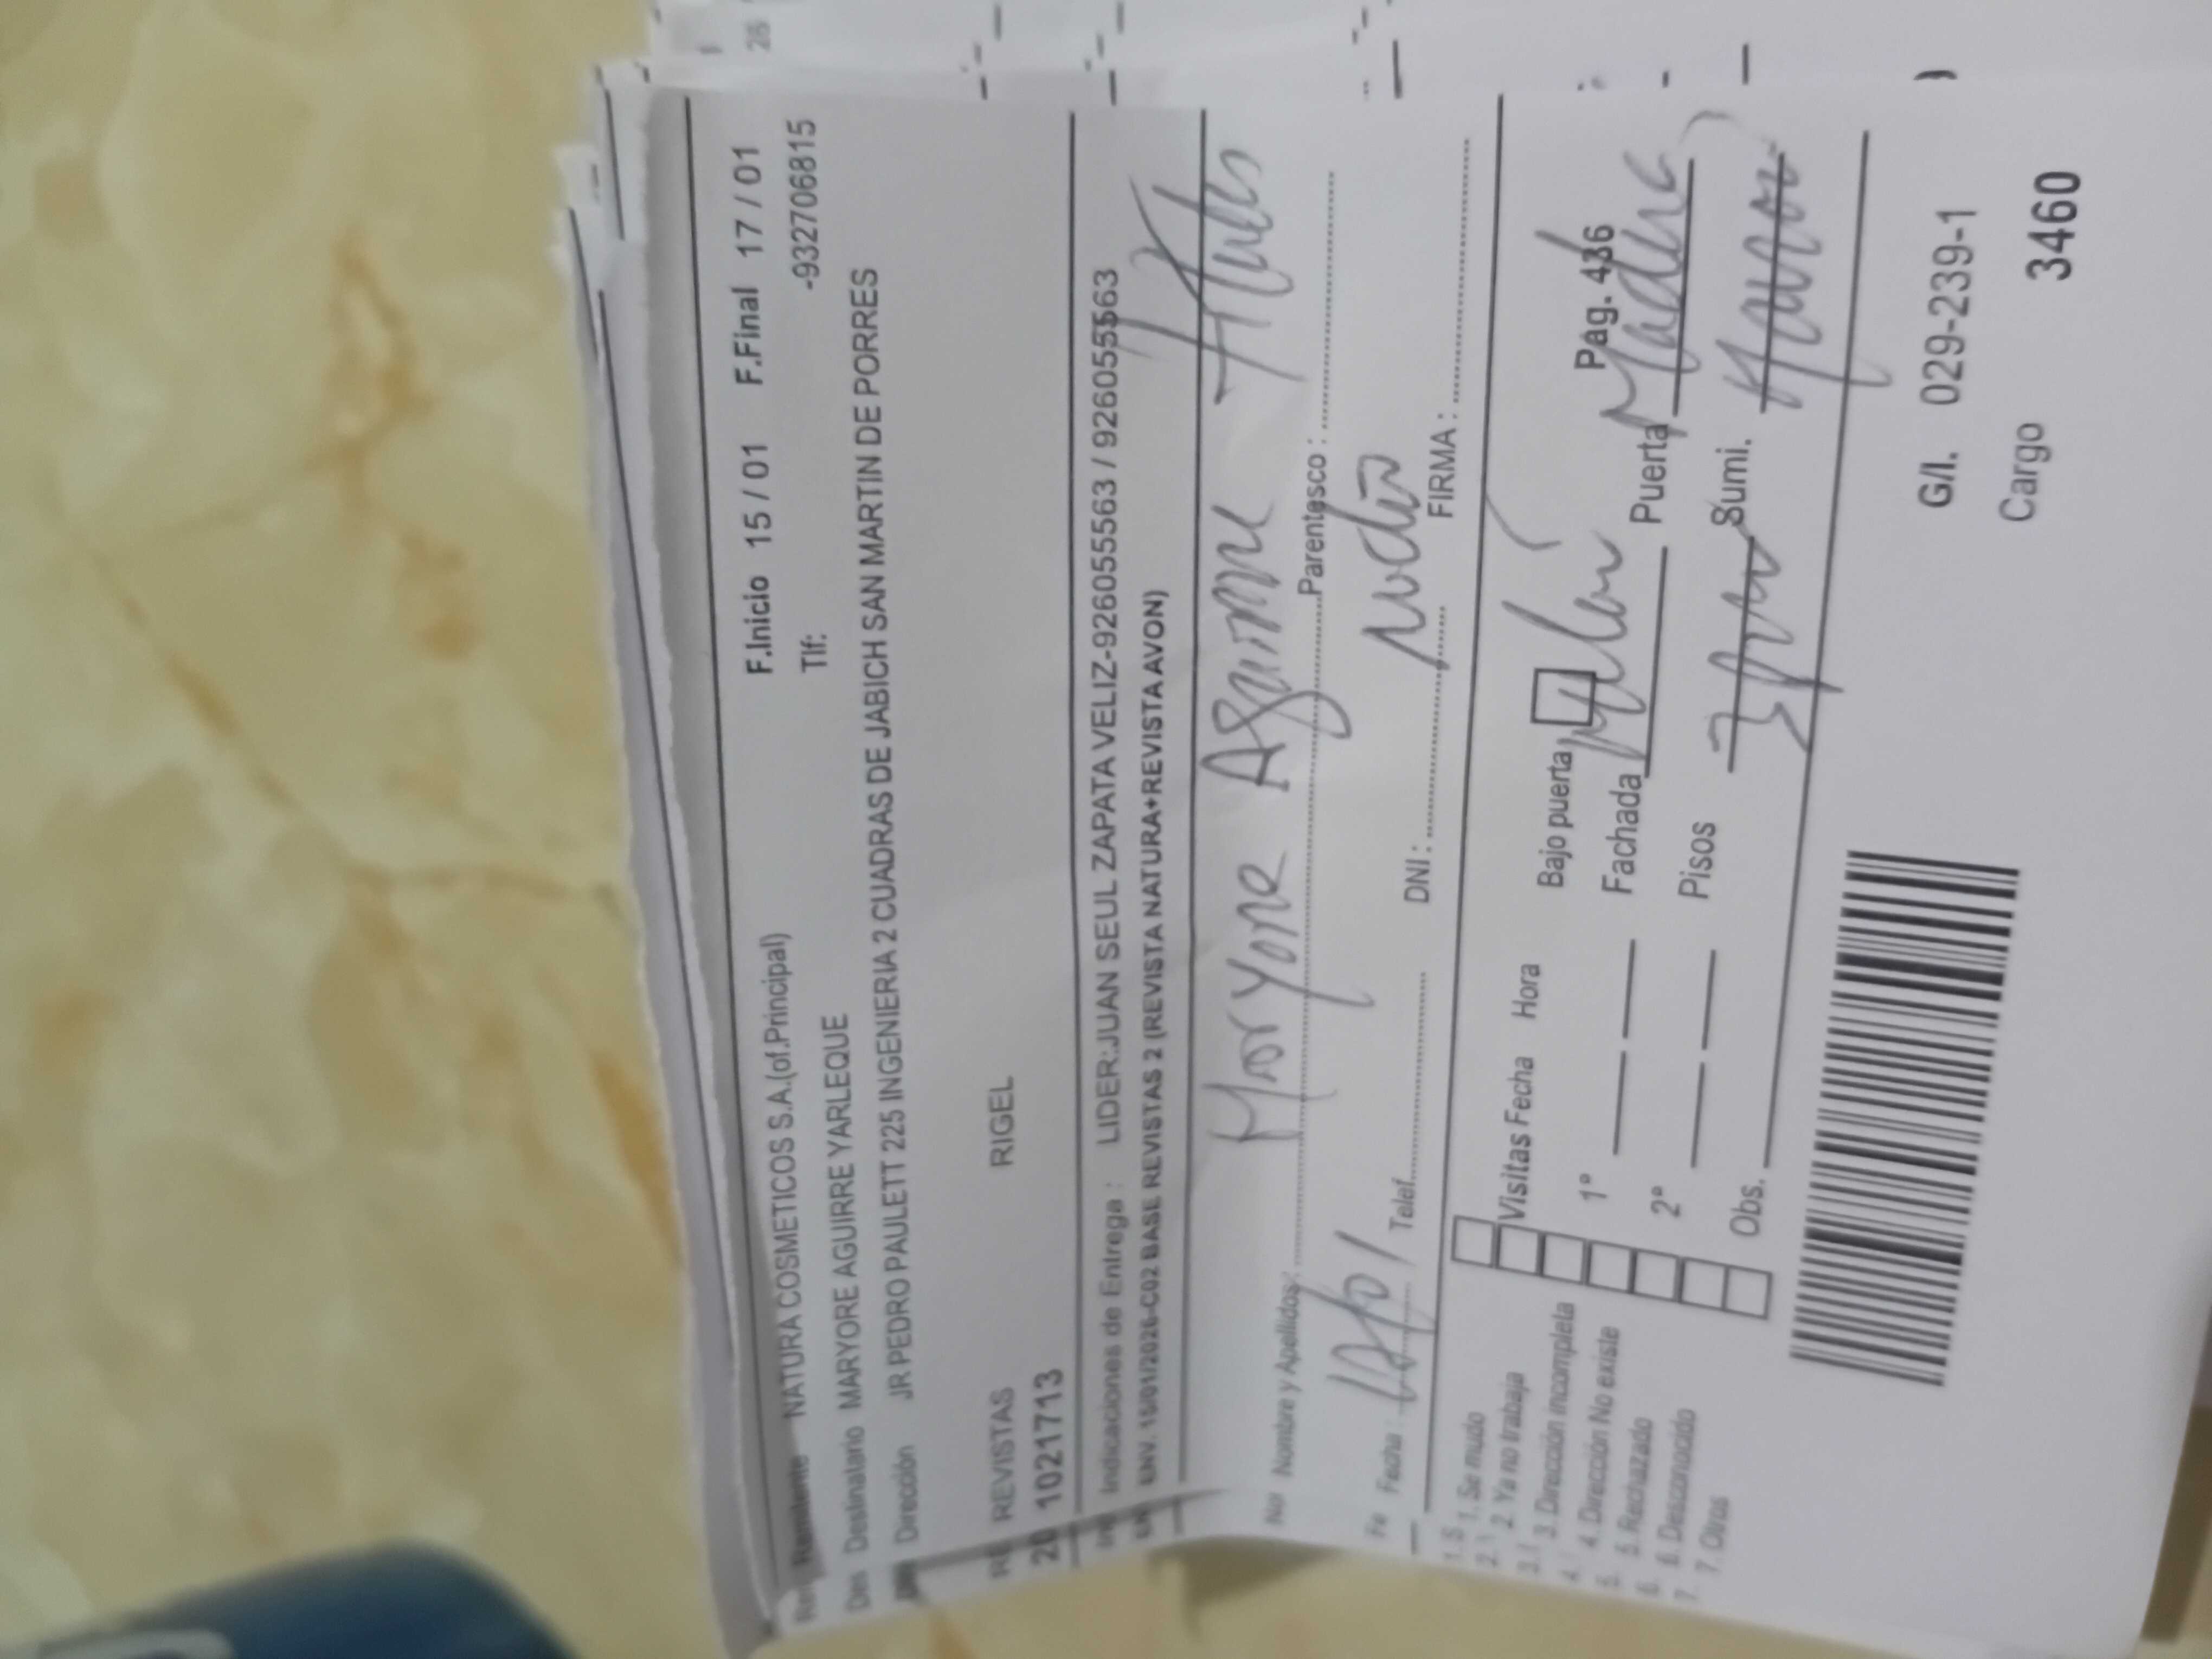 F.Inicio 15 / 01 F.Final 17 / 01
Remitente NATURA COSMETICOS S.A.(of.Principal) Tlf: -932706815
Destinatario MARYORE AGUIRRE YARLEQUE
Dirección JR PEDRO PAULETT 225 INGENIERIA 2 CUADRAS DE JABICH SAN MARTIN DE PORRES
REVISTAS RIGEL
1021713
Indicaciones de Entrega : LIDER:JUAN SEUL ZAPATA VELIZ-926055563 / 926055563
ENV. 15/01/2026-C02 BASE REVISTAS 2 (REVISTA NATURA+REVISTA AVON)
Maryore Aguirre
Nombre y Apellidos: Parentesco :
Fecha : Telef. DNI : FIRMA :
1. Se mudo
2. Ya no trabaja
3. Dirección incompleta
4. Dirección No existe
5. Rechazado
6. Desconocido
7. Otros
Visitas Fecha Hora Bajo puerta Pág. 436
1° Fachada Puerta Madera
2° Pisos Sumi.
Obs.
G/I. 029-239-1
Cargo 3460